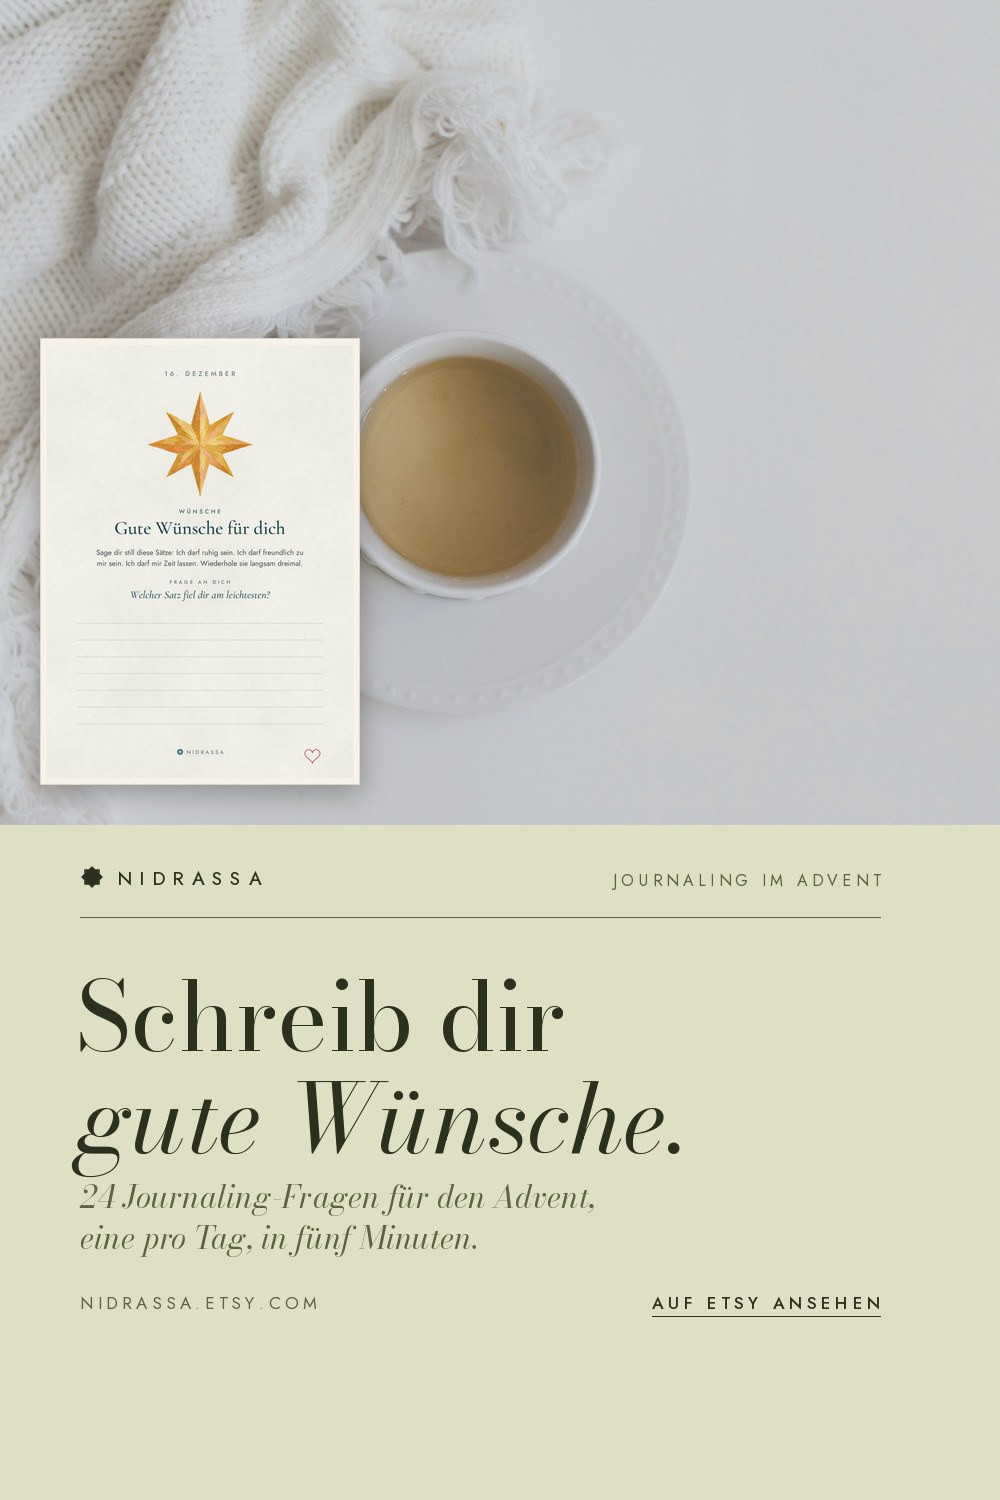 16. DEZEMBER
WÜNSCHE
Gute Wünsche für dich
Sage dir still diese Sätze: Ich darf ruhig sein. Ich darf freundlich zu
mir sein. Ich darf mir Zeit lassen. Wiederhole sie langsam dreimal.
FRAGE AN DICH
Welcher Satz fiel dir am leichtesten?
NIDRASSA
NIDRASSA
JOURNALING IM ADVENT
Schreib dir
gute Wünsche.
24 Journaling-Fragen für den Advent,
eine pro Tag, in fünf Minuten.
NIDRASSA.ETSY.COM
AUF ETSY ANSEHEN